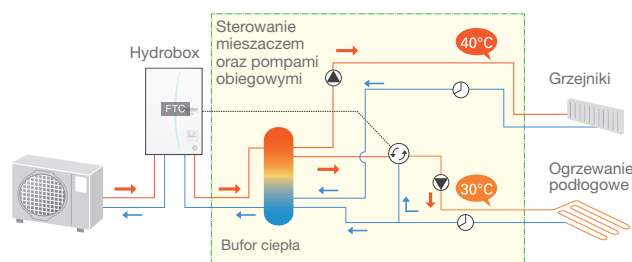 Sterowanie
mieszaczem
oraz pompami
obiegowymi
Hydrobox
FTC
40°C
Grzejniki
30°C
Ogrzewanie
podłogowe
Bufor ciepła